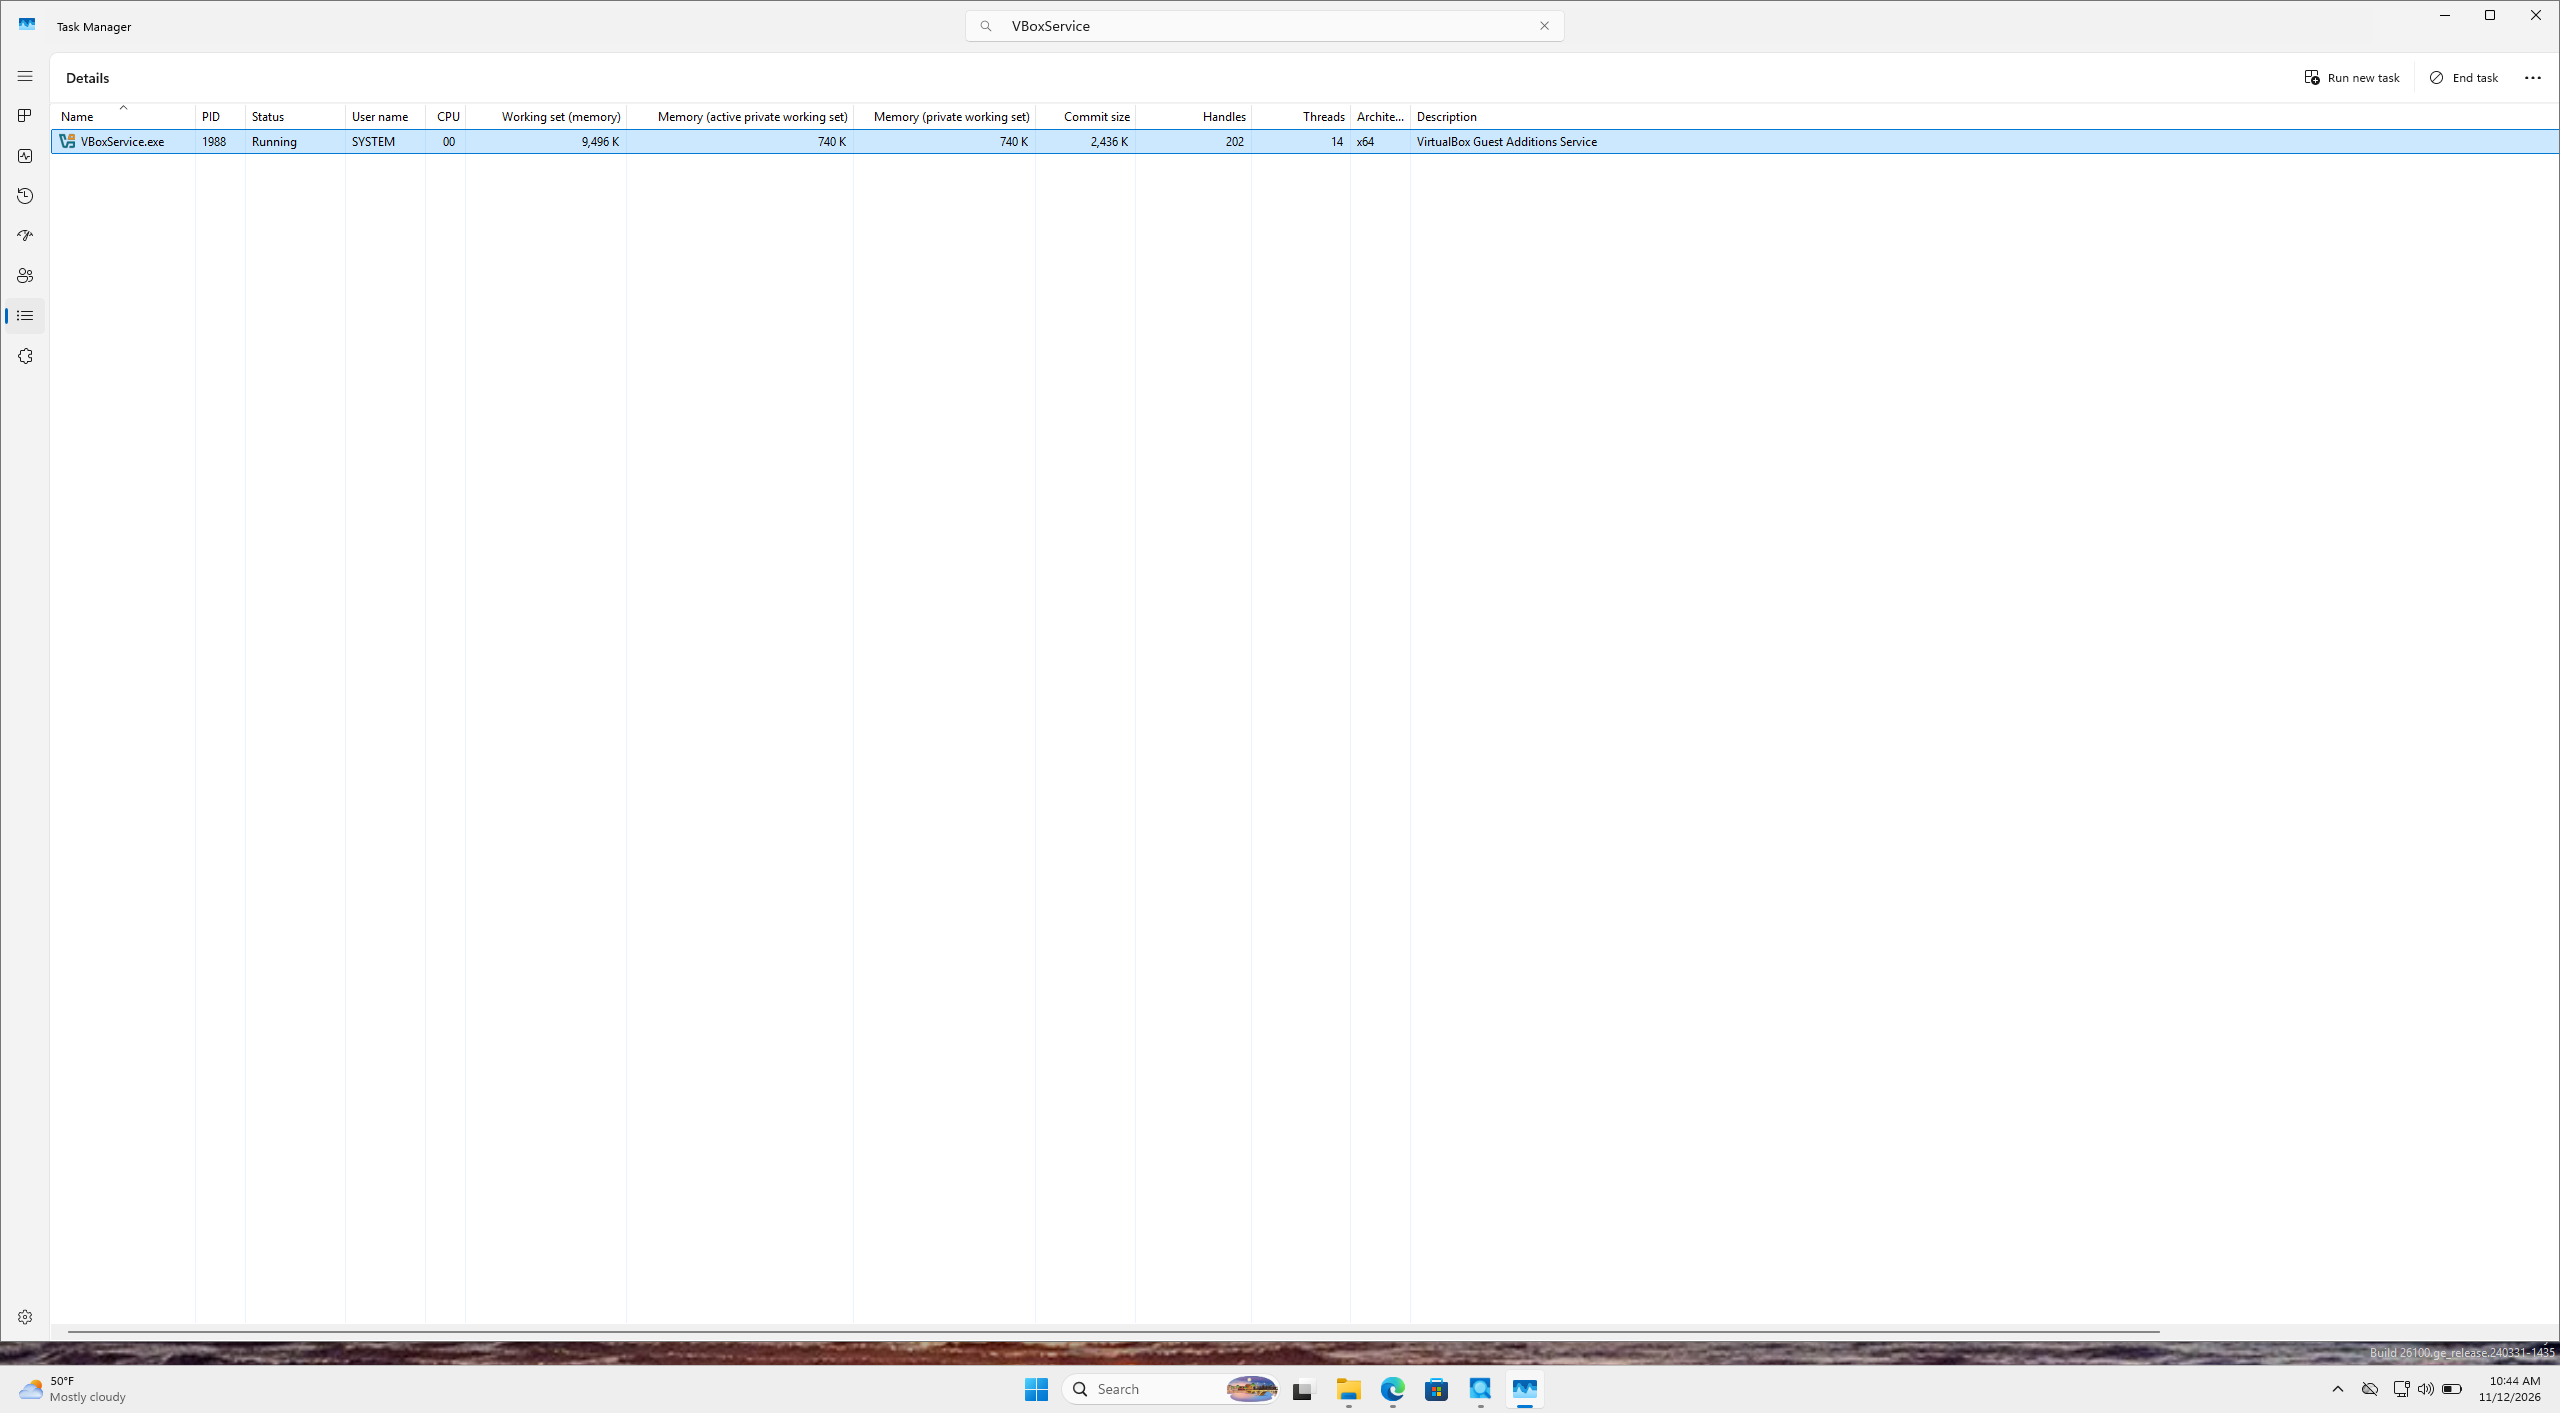 Task Manager
VBoxService
Details
Run new task
End task
Name PID Status User name CPU Working set (memory) Memory (active private working set) Memory (private working set) Commit size Handles Threads Archite... Description
VBoxService.exe 1988 Running SYSTEM 00 9,496 K 740 K 740 K 2,436 K 202 14 x64 VirtualBox Guest Additions Service
Build 26100.ge_release.240331-1435
50°F
Mostly cloudy
Search
10:44 AM
11/12/2026